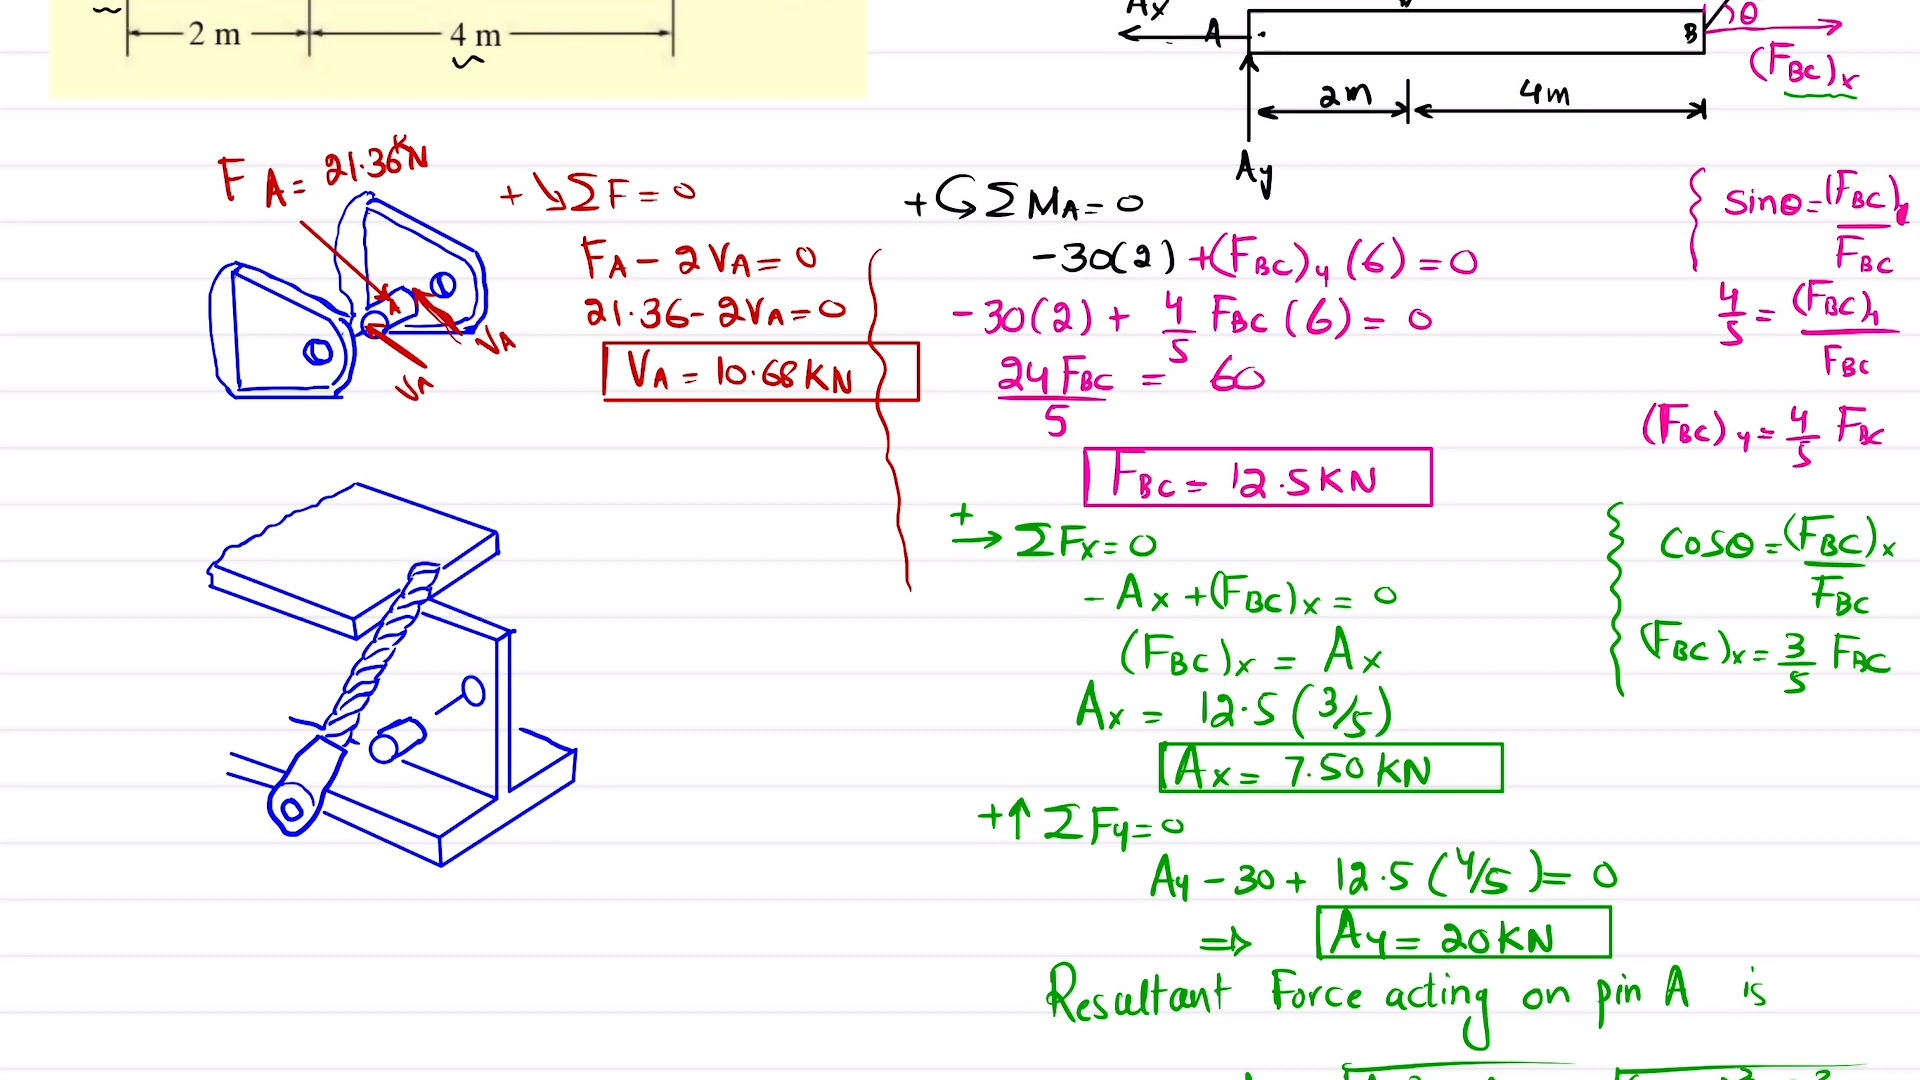 2 m 4 m
Ax A B θ
(FBC)x
2m 4m
Ay
FA = 21.36KN
VA
VA
+ ↘ ΣF = 0
FA - 2VA = 0
21.36 - 2VA = 0
VA = 10.68 KN
+ ΣMA = 0
-30(2) + (FBC)y (6) = 0
-30(2) + 4/5 FBC (6) = 0
24 FBC/5 = 60
FBC = 12.5 KN
+→ ΣFx = 0
-Ax + (FBC)x = 0
(FBC)x = Ax
Ax = 12.5 (3/5)
Ax = 7.50 KN
+↑ ΣFy = 0
Ay - 30 + 12.5 (4/5) = 0
⇒ Ay = 20 KN
Resultant Force acting on pin A is
sinθ = (FBC)y/FBC
4/5 = (FBC)y/FBC
(FBC)y = 4/5 FBC
cosθ = (FBC)x/FBC
(FBC)x = 3/5 FBC